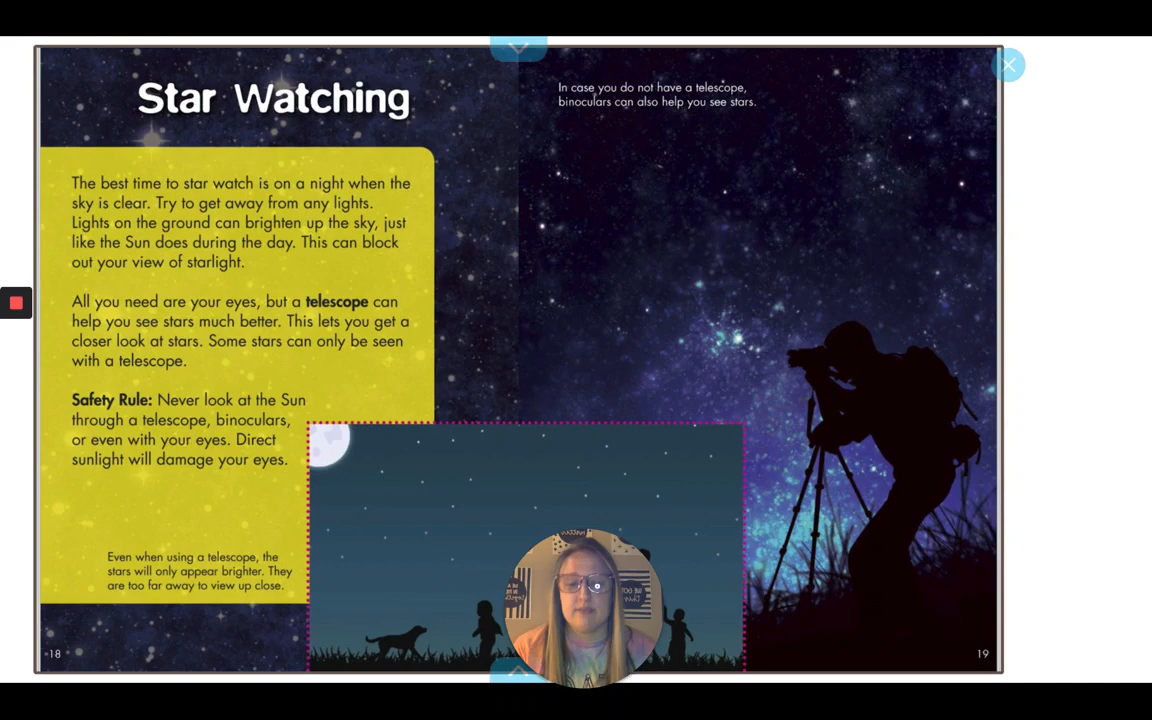 Star Watching
The best time to star watch is on a night when the
sky is clear. Try to get away from any lights.
Lights on the ground can brighten up the sky, just
like the Sun does during the day. This can block
out your view of starlight.
All you need are your eyes, but a telescope can
help you see stars much better. This lets you get a
closer look at stars. Some stars can only be seen
with a telescope.
Safety Rule: Never look at the Sun
through a telescope, binoculars,
or even with your eyes. Direct
sunlight will damage your eyes.
Even when using a telescope, the
stars will only appear brighter. They
are too far away to view up close.
18
In case you do not have a telescope,
binoculars can also help you see stars.
19